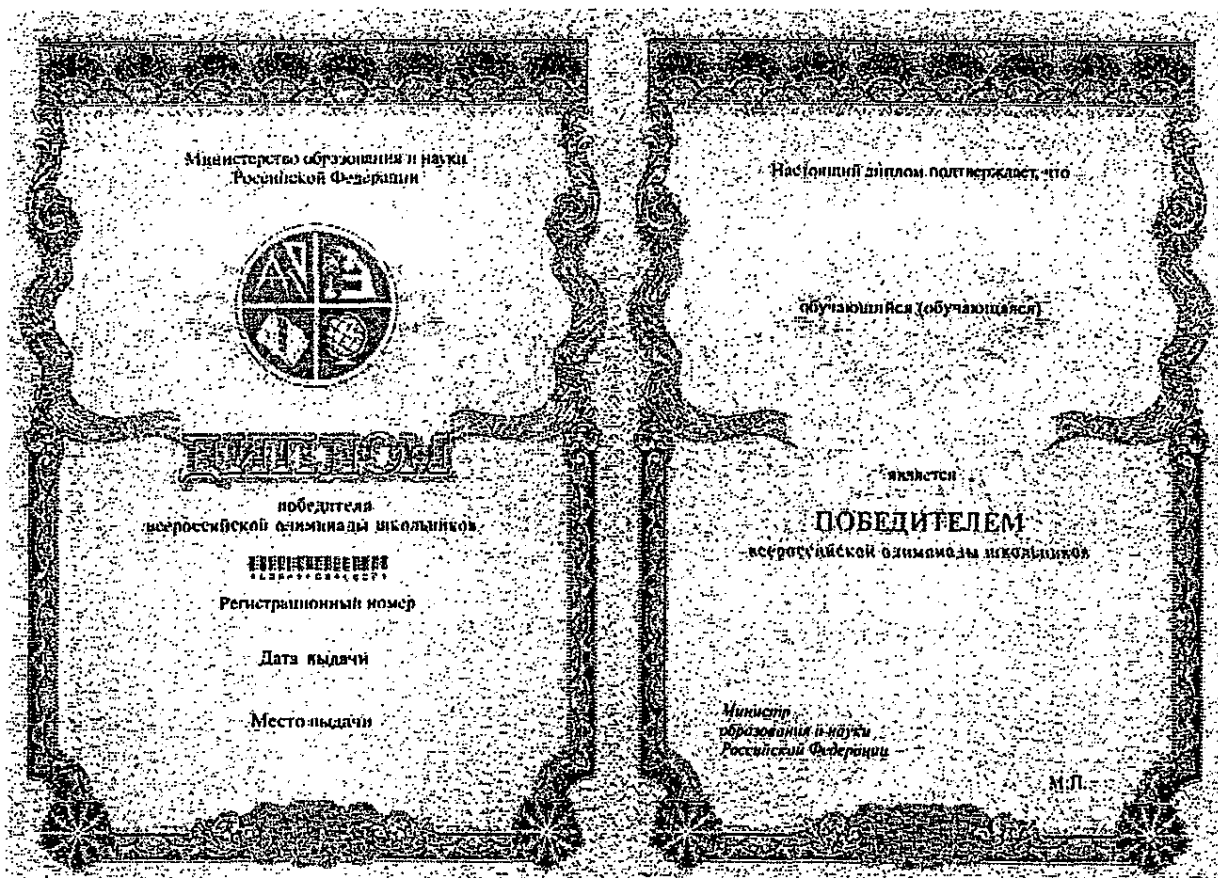 Министерство образования и науки
Российской Федерации
ДИПЛОМ
победителя
всероссийской олимпиады школьников
Регистрационный номер
Дата выдачи
Место выдачи
Настоящий диплом подтверждает, что
обучающийся (обучающаяся)
является
ПОБЕДИТЕЛЕМ
всероссийской олимпиады школьников
Министр
образования и науки
Российской Федерации
М.П.